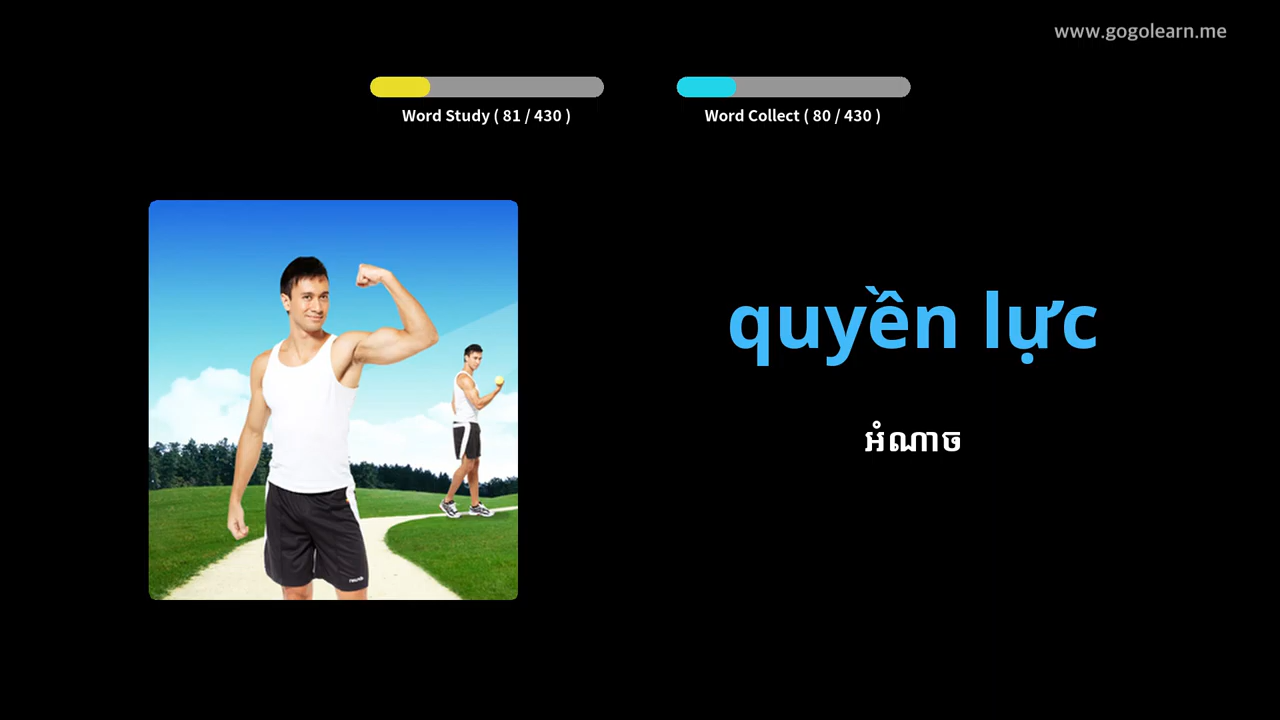 www.gogolearn.me
Word Study ( 81 / 430 )
Word Collect ( 80 / 430 )
quyền lực
អំណាច